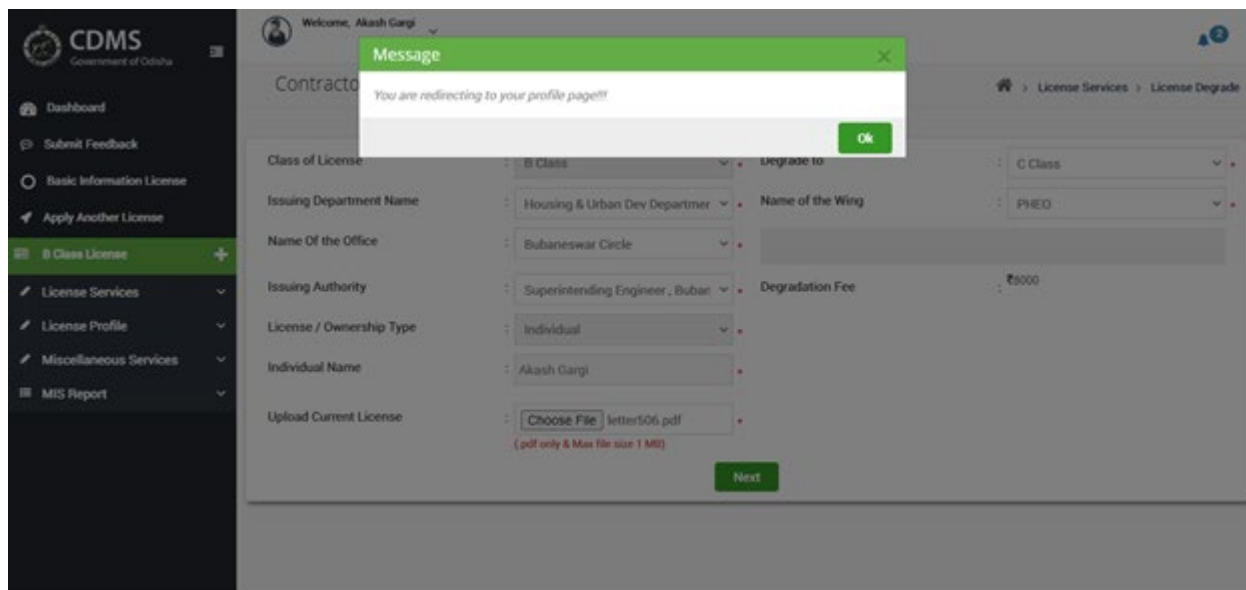 CDMS
Government of Odisha
Welcome, Akash Gargi
2
Message
You are redirecting to your profile page!!!
Ok
Contracto
License Services > License Degrade
Dashboard
Submit Feedback
Basic Information License
Apply Another License
B Class License
License Services
License Profile
Miscellaneous Services
MIS Report
Class of License : B Class
Degrade to : C Class
Issuing Department Name : Housing & Urban Dev Departmer
Name of the Wing : PHEO
Name Of the Office : Bubaneswar Circle
Issuing Authority : Superintending Engineer , Buban
Degradation Fee :
License / Ownership Type : Individual
Individual Name : Akash Gargi
Upload Current License : Choose File letter506.pdf
(.pdf only & Max file size 1 MB)
Next